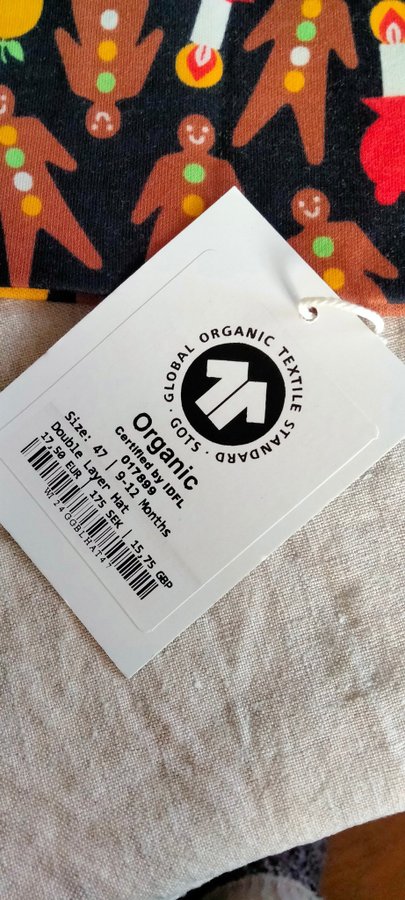 GLOBAL ORGANIC TEXTILE STANDARD · GOTS ·
Organic
Certified by IDFL
017899
Size: 47 | 9-12 Months
Double Layer Hat
17,50 EUR | 175 SEK | 15.75 GBP